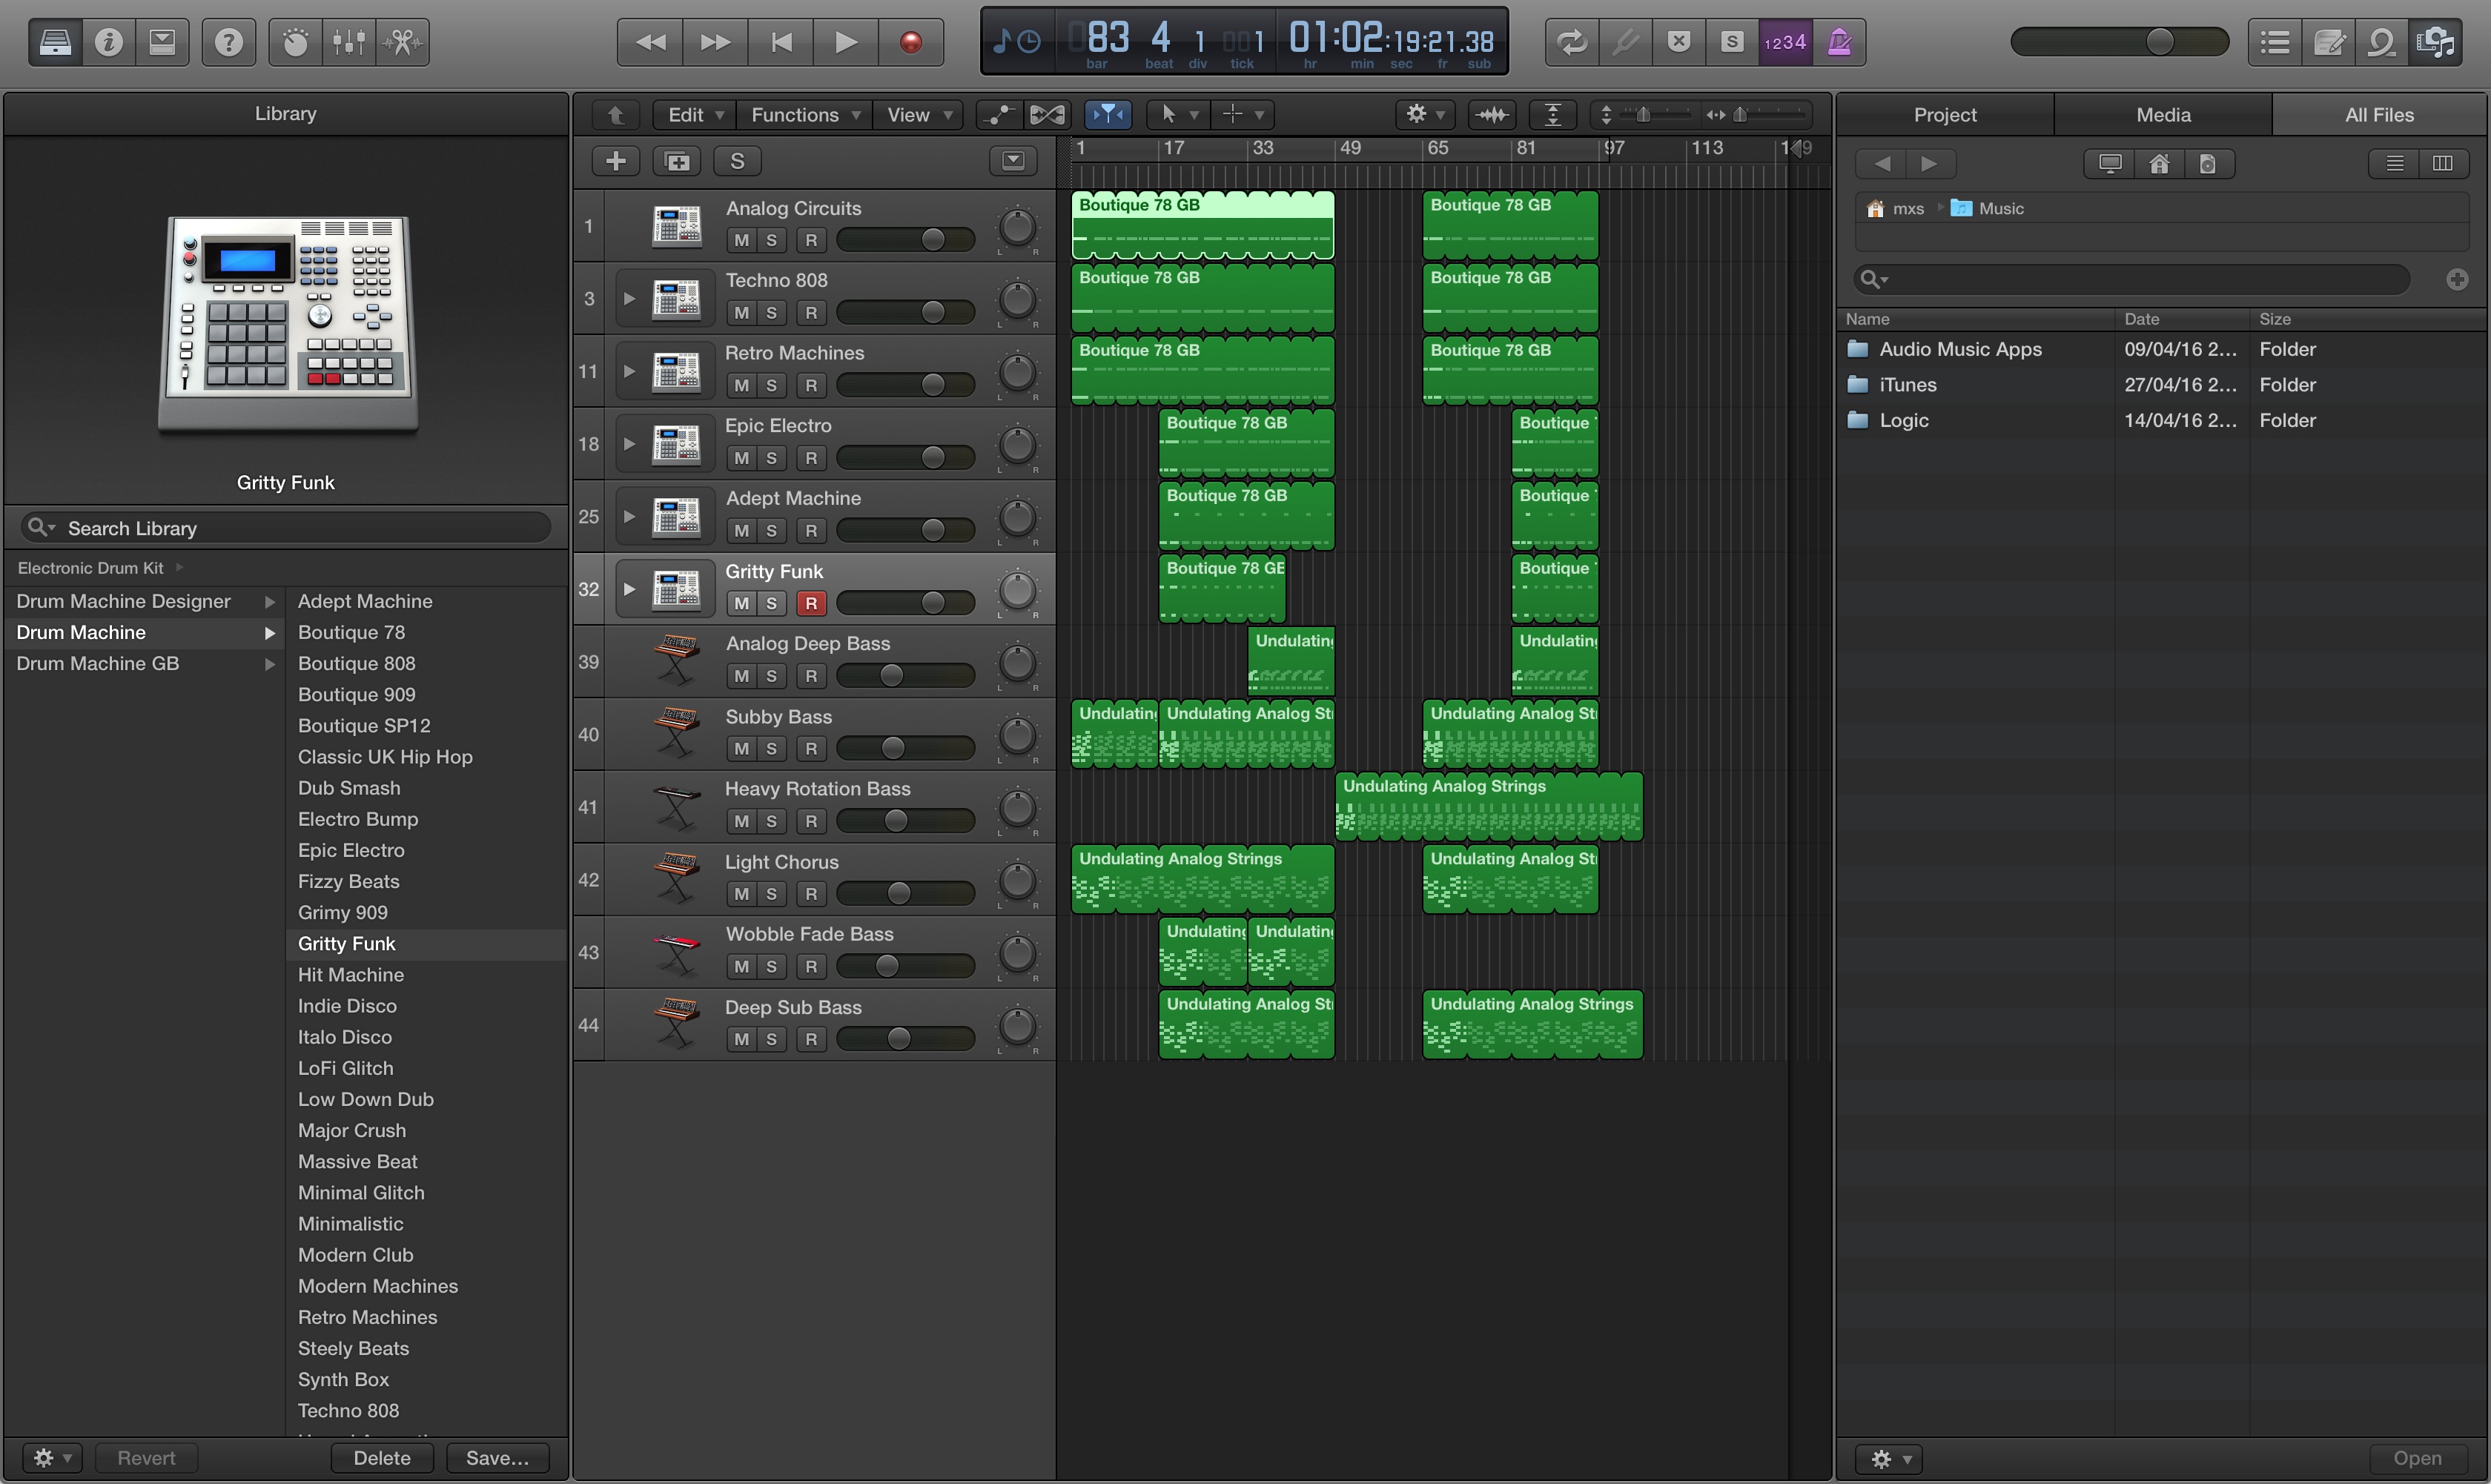 83 4 1 001 01:02:19:21.38
bar beat div tick hr min sec fr sub
S 1234
Library
Edit Functions View
Project Media All Files
S
1 17 33 49 65 81 97 113
mxs Music
Gritty Funk
Search Library
Electronic Drum Kit
Drum Machine Designer
Drum Machine
Drum Machine GB
Adept Machine
Boutique 78
Boutique 808
Boutique 909
Boutique SP12
Classic UK Hip Hop
Dub Smash
Electro Bump
Epic Electro
Fizzy Beats
Grimy 909
Gritty Funk
Hit Machine
Indie Disco
Italo Disco
LoFi Glitch
Low Down Dub
Major Crush
Massive Beat
Minimal Glitch
Minimalistic
Modern Club
Modern Machines
Retro Machines
Steely Beats
Synth Box
Techno 808
Revert Delete Save...
1 Analog Circuits
M S R L R
Boutique 78 GB Boutique 78 GB
3 Techno 808
M S R L R
Boutique 78 GB Boutique 78 GB
11 Retro Machines
M S R L R
Boutique 78 GB Boutique 78 GB
18 Epic Electro
M S R L R
Boutique 78 GB Boutique
25 Adept Machine
M S R L R
Boutique 78 GB Boutique
32 Gritty Funk
M S R L R
Boutique 78 GB Boutique
39 Analog Deep Bass
M S R L R
Undulatin Undulatin
40 Subby Bass
M S R L R
Undulating Undulating Analog St Undulating Analog St
41 Heavy Rotation Bass
M S R L R
Undulating Analog Strings
42 Light Chorus
M S R L R
Undulating Analog Strings Undulating Analog St
43 Wobble Fade Bass
M S R L R
Undulating Undulatin
44 Deep Sub Bass
M S R L R
Undulating Analog St Undulating Analog Strings
Name Date Size
Audio Music Apps 09/04/16 2... Folder
iTunes 27/04/16 2... Folder
Logic 14/04/16 2... Folder
Open